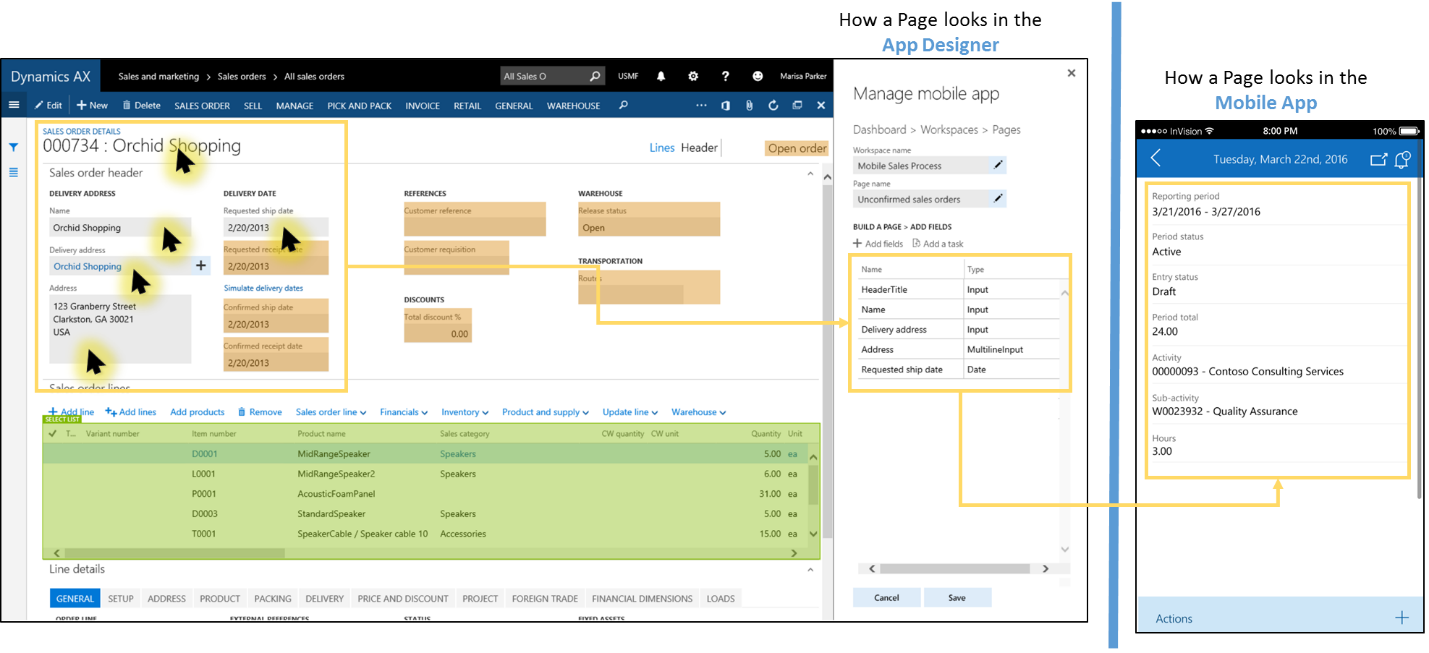 How a Page looks in the
App Designer
How a Page looks in the
Mobile App
Dynamics AX
Sales and marketing > Sales orders > All sales orders
All Sales O
USMF
?
Marisa Parker
Edit
+ New
Delete
SALES ORDER
SELL
MANAGE
PICK AND PACK
INVOICE
RETAIL
GENERAL
WAREHOUSE
SALES ORDER DETAILS
000734 : Orchid Shopping
Lines Header
Open order
Sales order header
DELIVERY ADDRESS
Name
Orchid Shopping
Delivery address
Orchid Shopping
+
Address
123 Granberry Street
Clarkston, GA 30021
USA
DELIVERY DATE
Requested ship date
2/20/2013
Requested receipt
2/20/2013
Simulate delivery dates
Confirmed ship date
2/20/2013
Confirmed receipt date
2/20/2013
REFERENCES
Customer reference
Customer requisition
DISCOUNTS
Total discount %
0.00
WAREHOUSE
Release status
Open
TRANSPORTATION
Route
Sales order lines
+ Add line
Add lines
Add products
Remove
Sales order line
Financials
Inventory
Product and supply
Update line
Warehouse
SELECT LIST
T... Variant number Item number Product name Sales category CW quantity CW unit Quantity Unit
D0001 MidRangeSpeaker Speakers 5.00 ea
L0001 MidRangeSpeaker2 Speakers 6.00 ea
P0001 AcousticFoamPanel 31.00 ea
D0003 StandardSpeaker Speakers 5.00 ea
T0001 SpeakerCable / Speaker cable 10 Accessories 15.00 ea
Line details
GENERAL SETUP ADDRESS PRODUCT PACKING DELIVERY PRICE AND DISCOUNT PROJECT FOREIGN TRADE FINANCIAL DIMENSIONS LOADS
ORDER LINE EXTERNAL REFERENCES STATUS FIXED ASSETS
Manage mobile app
Dashboard > Workspaces > Pages
Workspace name
Mobile Sales Process
Page name
Unconfirmed sales orders
BUILD A PAGE > ADD FIELDS
+ Add fields
Add a task
Name Type
HeaderTitle Input
Name Input
Delivery address Input
Address MultilineInput
Requested ship date Date
Cancel
Save
InVision
8:00 PM
100%
Tuesday, March 22nd, 2016
Reporting period
3/21/2016 - 3/27/2016
Period status
Active
Entry status
Draft
Period total
24.00
Activity
00000093 - Contoso Consulting Services
Sub-activity
W0023932 - Quality Assurance
Hours
3.00
Actions
+